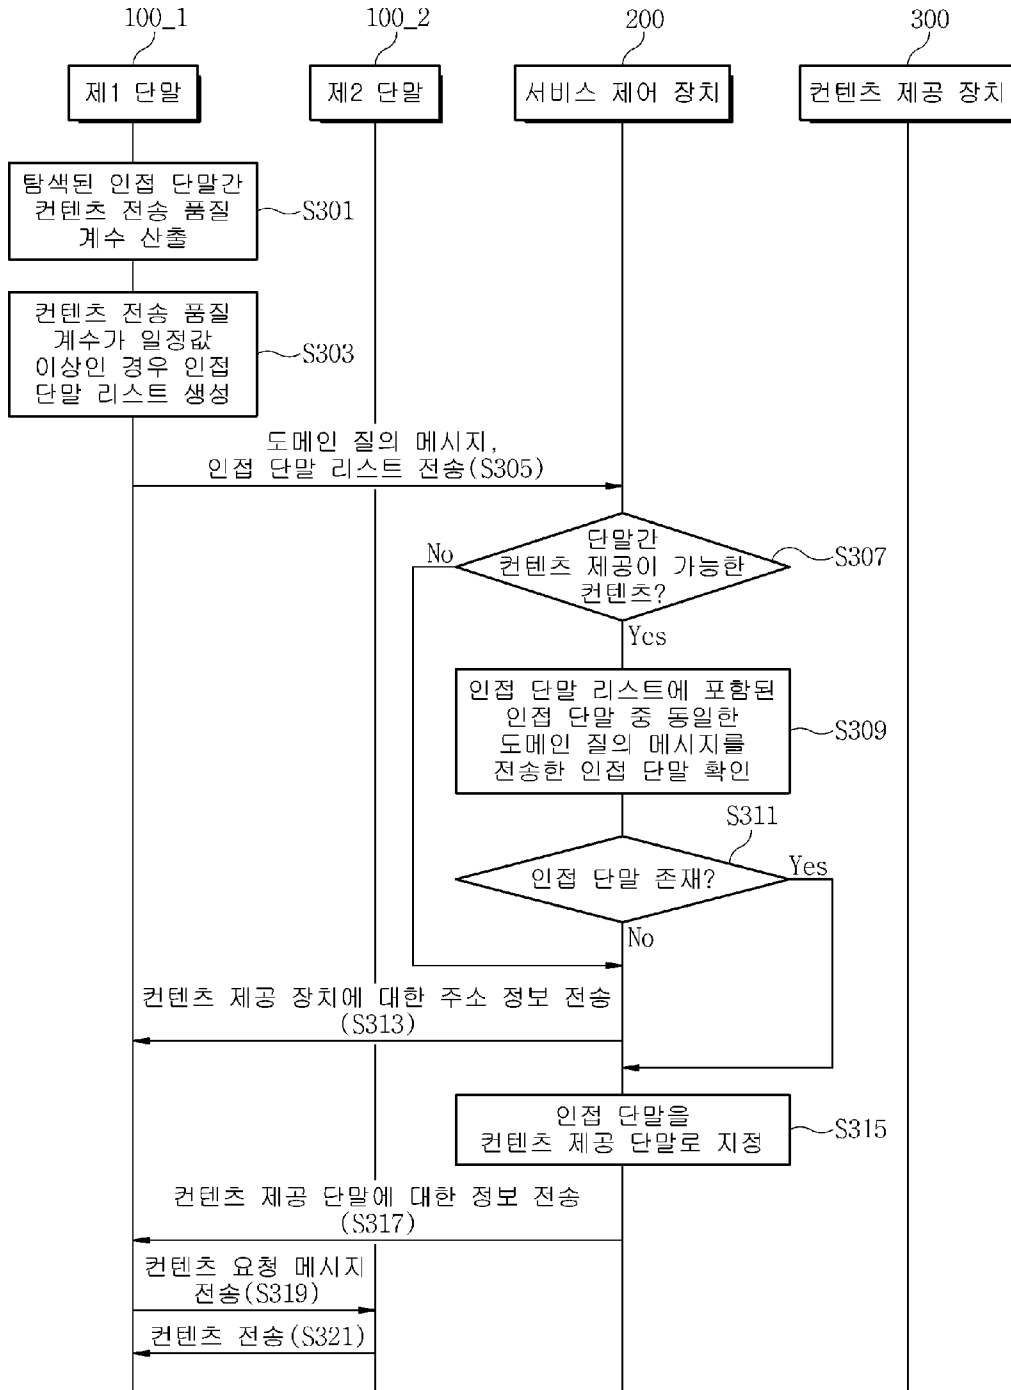 100_1
100_2
200
300
제1 단말
제2 단말
서비스 제어 장치
컨텐츠 제공 장치
탐색된 인접 단말간
컨텐츠 전송 품질
계수 산출
S301
컨텐츠 전송 품질
계수가 일정값
이상인 경우 인접
단말 리스트 생성
S303
도메인 질의 메시지,
인접 단말 리스트 전송(S305)
단말간
컨텐츠 제공이 가능한
컨텐츠?
No
S307
Yes
인접 단말 리스트에 포함된
인접 단말 중 동일한
도메인 질의 메시지를
전송한 인접 단말 확인
S309
S311
인접 단말 존재?
Yes
No
컨텐츠 제공 장치에 대한 주소 정보 전송
(S313)
인접 단말을
컨텐츠 제공 단말로 지정
S315
컨텐츠 제공 단말에 대한 정보 전송
(S317)
컨텐츠 요청 메시지
전송(S319)
컨텐츠 전송(S321)